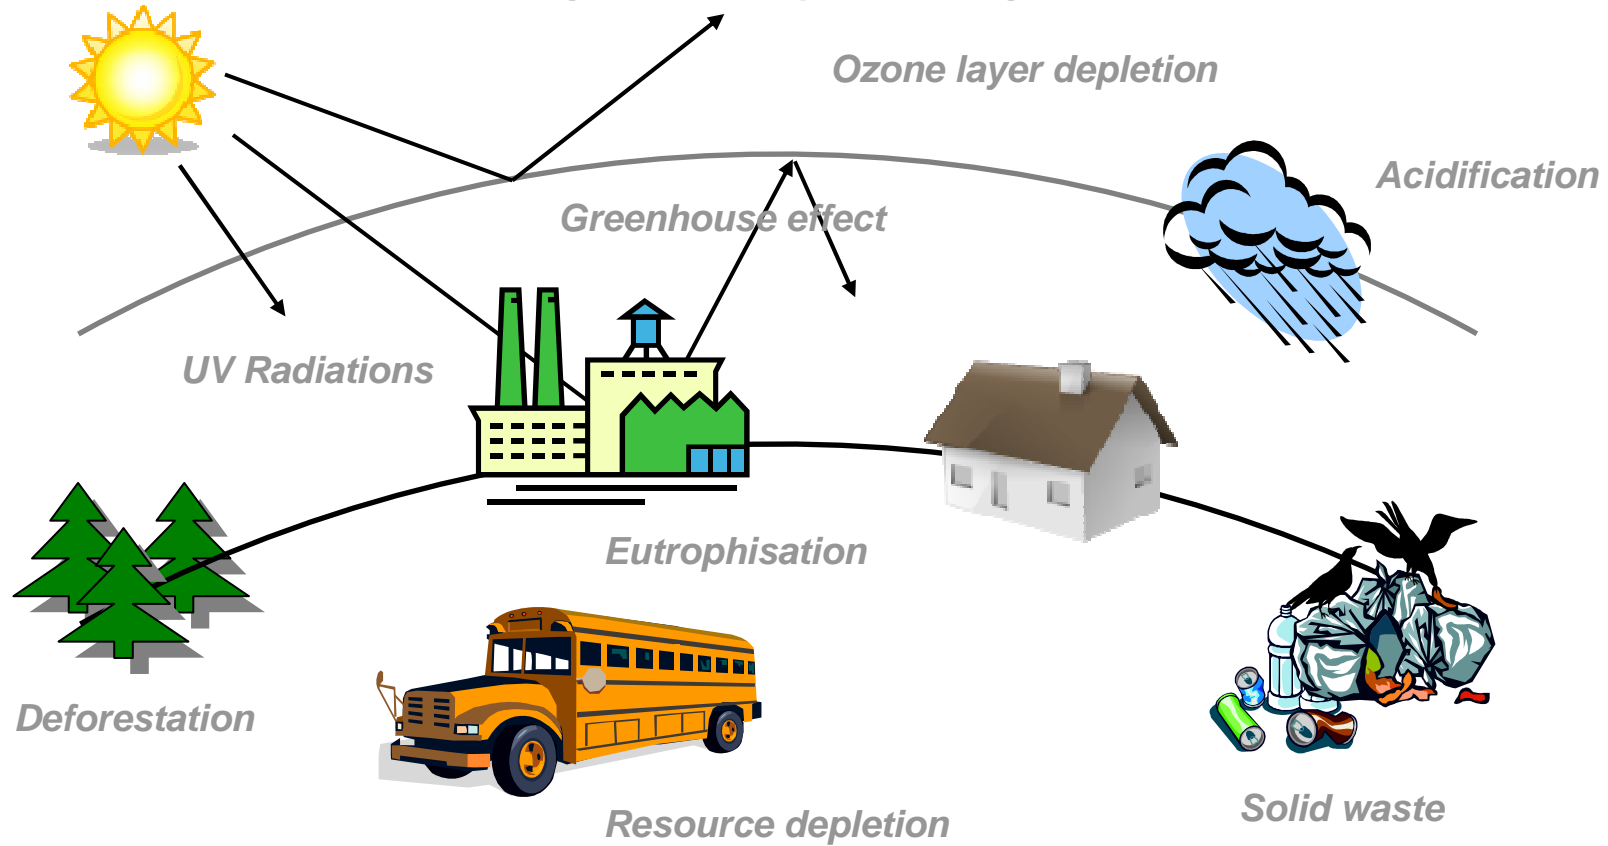 Ozone layer depletion
Acidification
Greenhouse effect
UV Radiations
Eutrophisation
Deforestation
Resource depletion
Solid waste